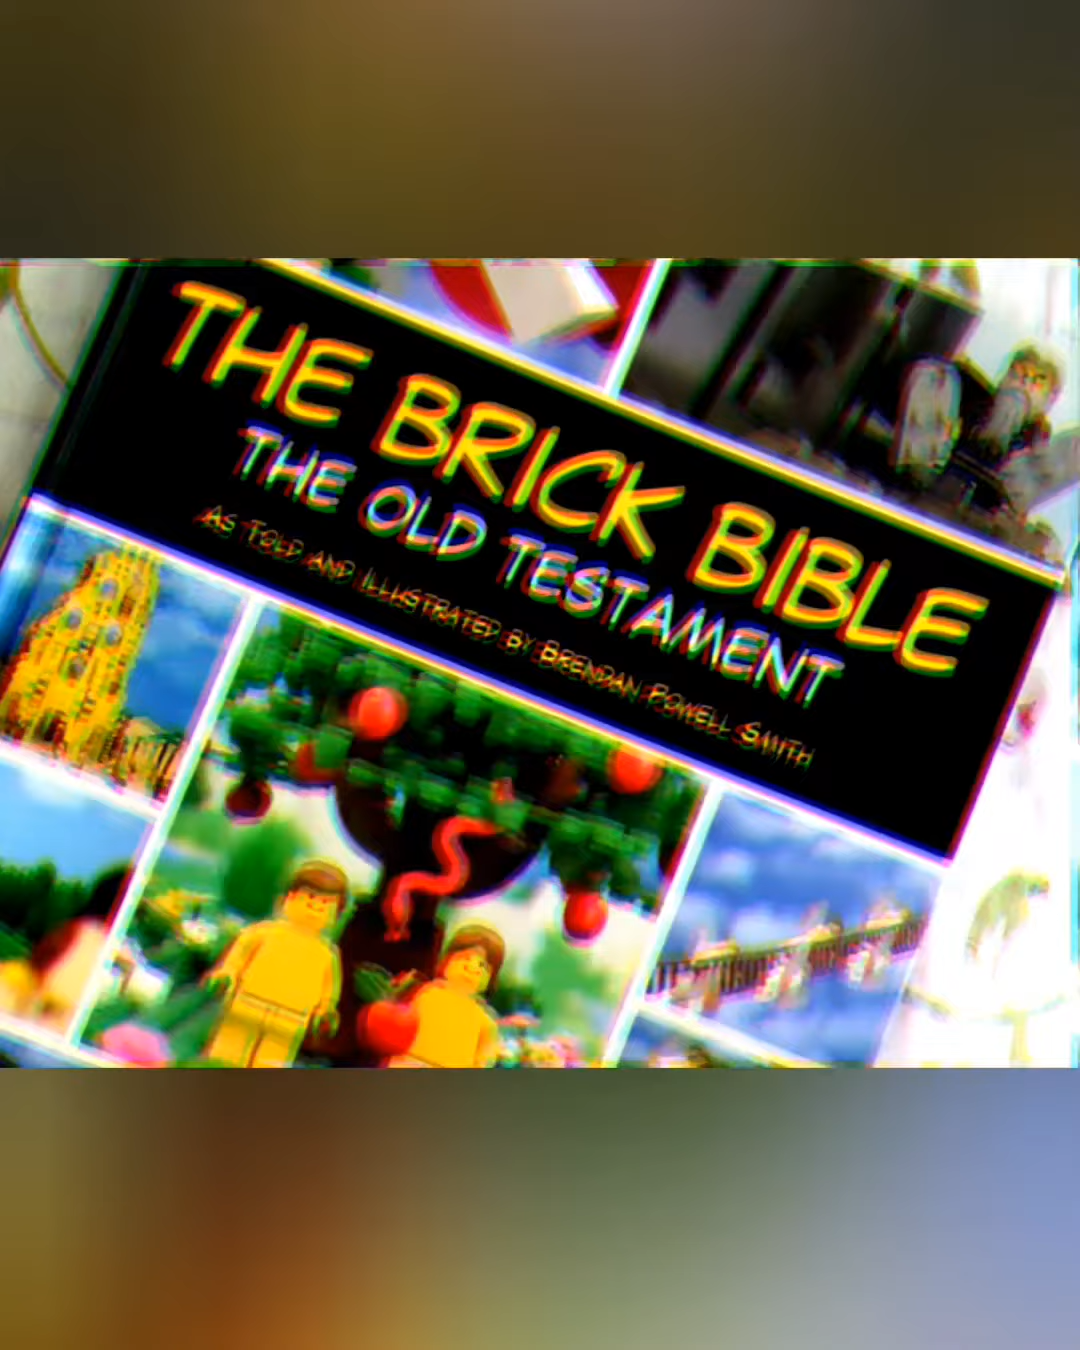 THE BRICK BIBLE
THE OLD TESTAMENT
AS TOLD AND ILLUSTRATED BY BRENDAN POWELL SMITH